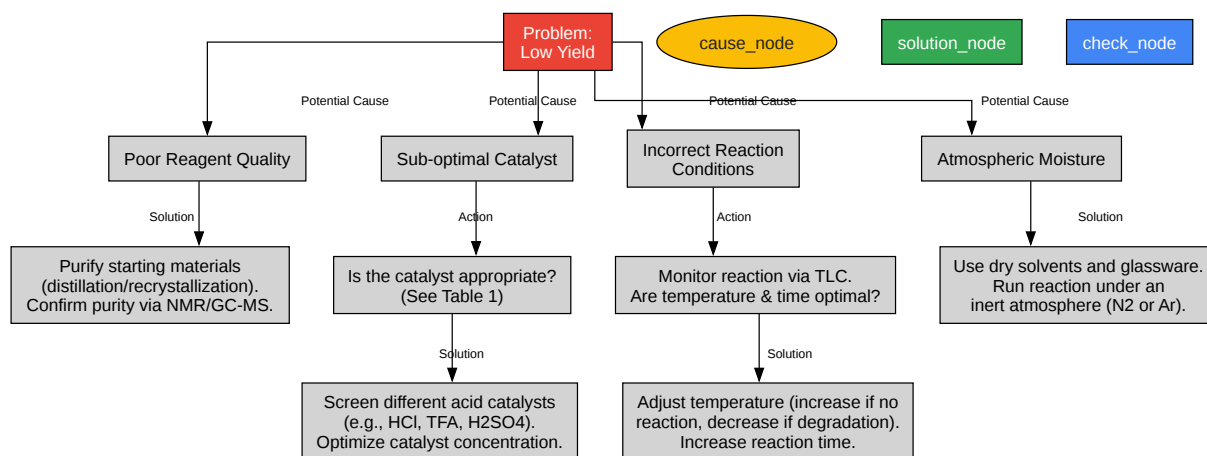 Problem:
Low Yield
cause_node
solution_node
check_node
Potential Cause
Potential Cause
Potential Cause
Potential Cause
Poor Reagent Quality
Sub-optimal Catalyst
Incorrect Reaction
Conditions
Atmospheric Moisture
Solution
Action
Action
Solution
Purify starting materials
(distillation/recrystallization).
Confirm purity via NMR/GC-MS.
Is the catalyst appropriate?
(See Table 1)
Monitor reaction via TLC.
Are temperature & time optimal?
Use dry solvents and glassware.
Run reaction under an
inert atmosphere (N2 or Ar).
Solution
Solution
Screen different acid catalysts
(e.g., HCl, TFA, H2SO4).
Optimize catalyst concentration.
Adjust temperature (increase if no
reaction, decrease if degradation).
Increase reaction time.